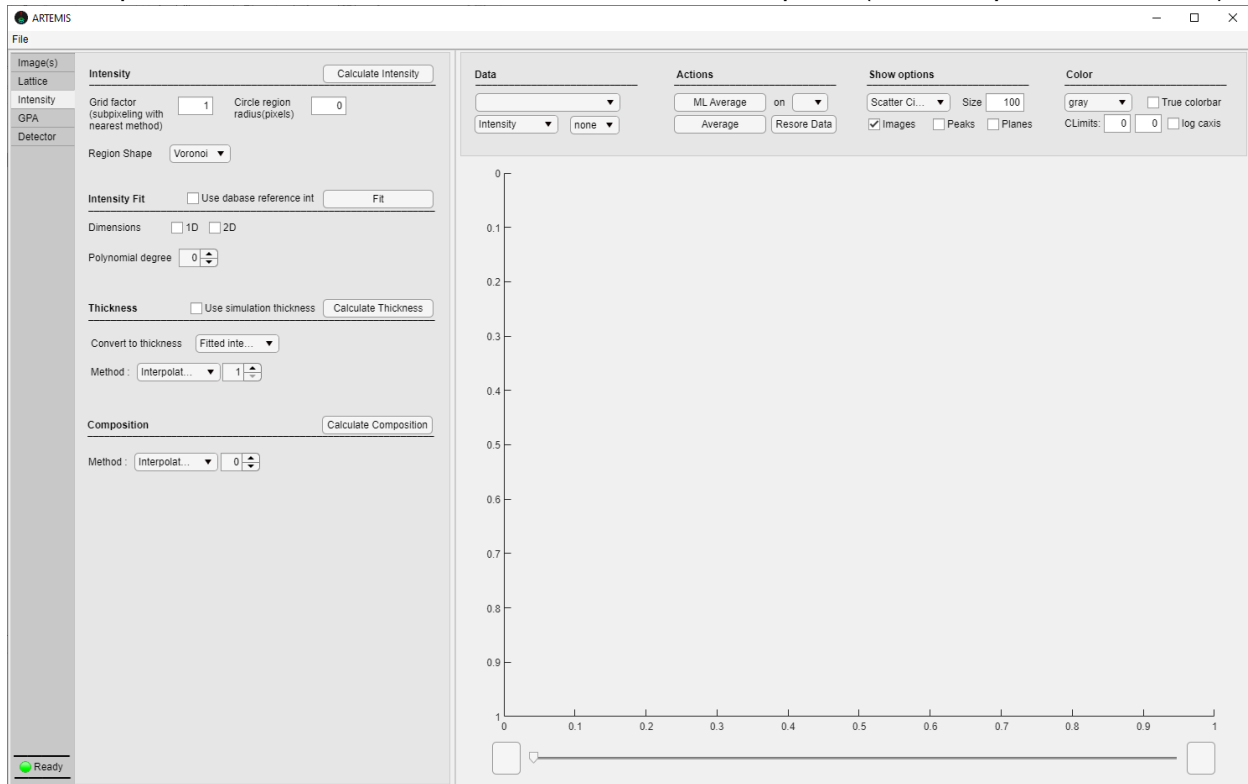 ARTEMIS
File
Image(s)
Lattice
Intensity
GPA
Detector
Ready
Intensity
Calculate Intensity
Grid factor
(subpixeling with
nearest method)
1
Circle region
radius(pixels)
0
Region Shape
Voronoi
Intensity Fit
Use dabase reference int
Fit
Dimensions
1D
2D
Polynomial degree
0
Thickness
Use simulation thickness
Calculate Thickness
Convert to thickness
Fitted inte...
Method :
Interpolat...
1
Composition
Calculate Composition
Method :
Interpolat...
0
Data
Intensity
none
Actions
ML Average
on
Average
Resore Data
Show options
Scatter Ci...
Size
100
Images
Peaks
Planes
Color
gray
True colorbar
CLimits:
0
0
log caxis
0
0.1
0.2
0.3
0.4
0.5
0.6
0.7
0.8
0.9
1
0
0.1
0.2
0.3
0.4
0.5
0.6
0.7
0.8
0.9
1